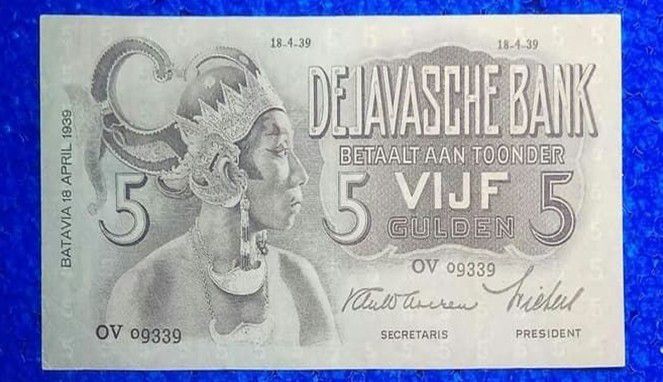 18-4-39
18-4-39
DE JAVASCHE BANK
BETAALT AAN TOONDER
5
5
VIJF
5
GULDEN
BATAVIA 18 APRIL 1939
OV 09339
OV 09339
SECRETARIS
PRESIDENT